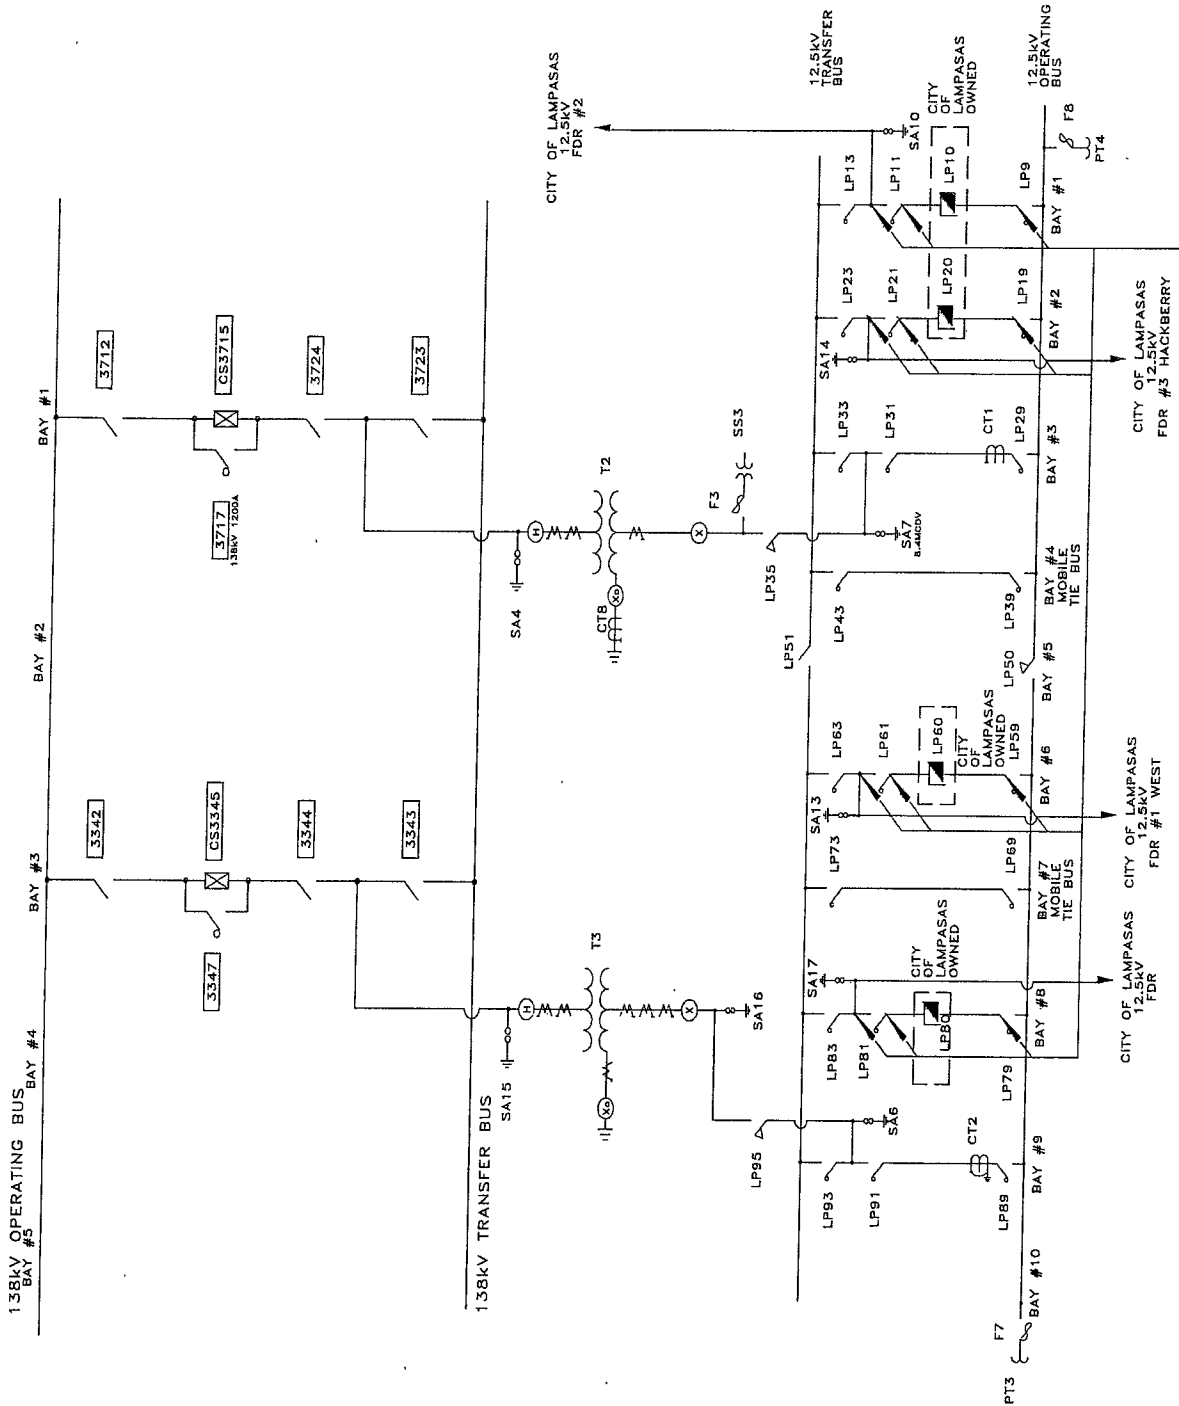 138kV OPERATING BUS
BAY #5
BAY #4
BAY #3
BAY #2
BAY #1
3342
CS3345
3347
3344
3343
3712
CS3715
3717
138kV 1200A
3724
3723
138kV TRANSFER BUS
SA15
H
T3
Xo
X
SA16
LP95
SA4
H
T2
CT8
Xo
X
F3
SS3
LP35
SA7
8.4MCOV
SA6
CITY OF LAMPASAS
12.5kV
FDR #2
12.5kV
TRANSFER
BUS
12.5kV
OPERATING
BUS
LP93
LP91
CT2
LP89
BAY #9
BAY #10
F7
PT3
SA17
LP83
LP81
CITY
OF
LAMPASAS
OWNED
LP80
LP79
BAY #8
CITY OF LAMPASAS
12.5kV
FDR
LP73
LP69
BAY #7
MOBILE
TIE BUS
SA13
LP63
LP61
LP60
CITY
OF
LAMPASAS
OWNED
LP59
BAY #6
CITY OF LAMPASAS
12.5kV
FDR #1 WEST
LP51
LP50
BAY #5
LP43
LP39
BAY #4
MOBILE
TIE BUS
LP33
LP31
CT1
LP29
BAY #3
SA14
LP23
LP21
LP20
LP19
BAY #2
CITY OF LAMPASAS
12.5kV
FDR #3 HACKBERRY
LP13
LP11
SA10
LP10
CITY
OF
LAMPASAS
OWNED
LP9
BAY #1
F8
PT4